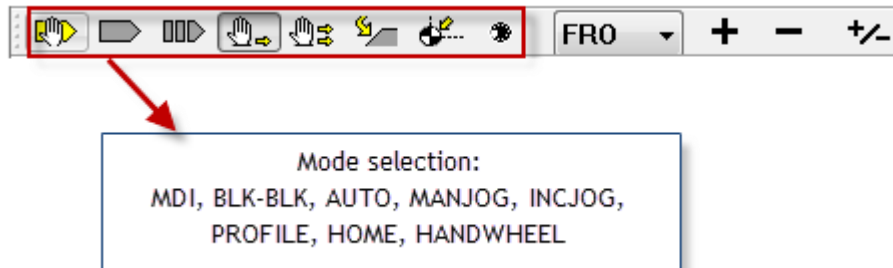 FRO + − +/-
Mode selection:
MDI, BLK-BLK, AUTO, MANJOG, INCJOG,
PROFILE, HOME, HANDWHEEL